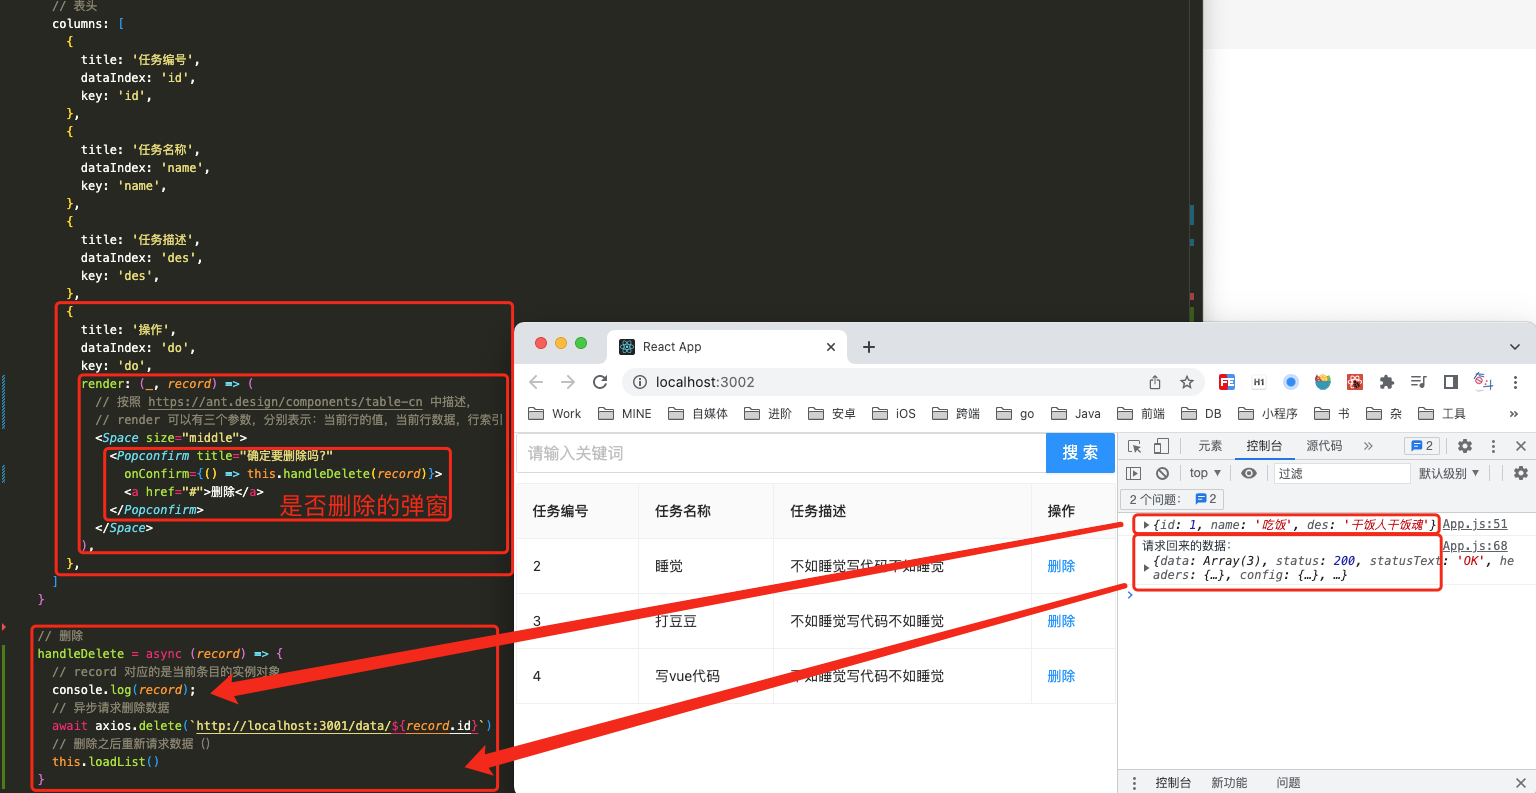 // 表头
columns: [
{
title: '任务编号',
dataIndex: 'id',
key: 'id',
},
{
title: '任务名称',
dataIndex: 'name',
key: 'name',
},
{
title: '任务描述',
dataIndex: 'des',
key: 'des',
},
{
title: '操作',
dataIndex: 'do',
key: 'do',
render: (_, record) => (
// 按照 https://ant.design/components/table-cn 中描述，
// render 可以有三个参数，分别表示：当前行的值，当前行数据，行索引
<Space size="middle">
<Popconfirm title="确定要删除吗?"
onConfirm={() => this.handleDelete(record)}>
<a href="#">删除</a>
</Popconfirm>
是否删除的弹窗
</Space>
),
},
]
}
// 删除
handleDelete = async (record) => {
// record 对应的是当前条目的实例对象
console.log(record);
// 异步请求删除数据
await axios.delete(`http://localhost:3001/data/${record.id}`)
// 删除之后重新请求数据（）
this.loadList()
}
React App
localhost:3002
FE
H1
Work MINE 自媒体 进阶 安卓 iOS 跨端 go Java 前端 DB 小程序 书 杂 工具 »
请输入关键词 搜 索
任务编号 任务名称 任务描述 操作
2 睡觉 不如睡觉写代码不如睡觉 删除
3 打豆豆 不如睡觉写代码不如睡觉 删除
4 写vue代码 不如睡觉写代码不如睡觉 删除
元素 控制台 源代码 » 2
top 过滤 默认级别
2 个问题: 2
{id: 1, name: '吃饭', des: '干饭人干饭魂'} App.js:51
请求回来的数据: App.js:68
{data: Array(3), status: 200, statusText: 'OK', he
aders: {…}, config: {…}, …}
控制台 新功能 问题